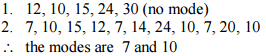 1. 12, 10, 15, 24, 30 (no mode)
2. 7, 10, 15, 12, 7, 14, 24, 10, 7, 20, 10
∴ the modes are 7 and 10